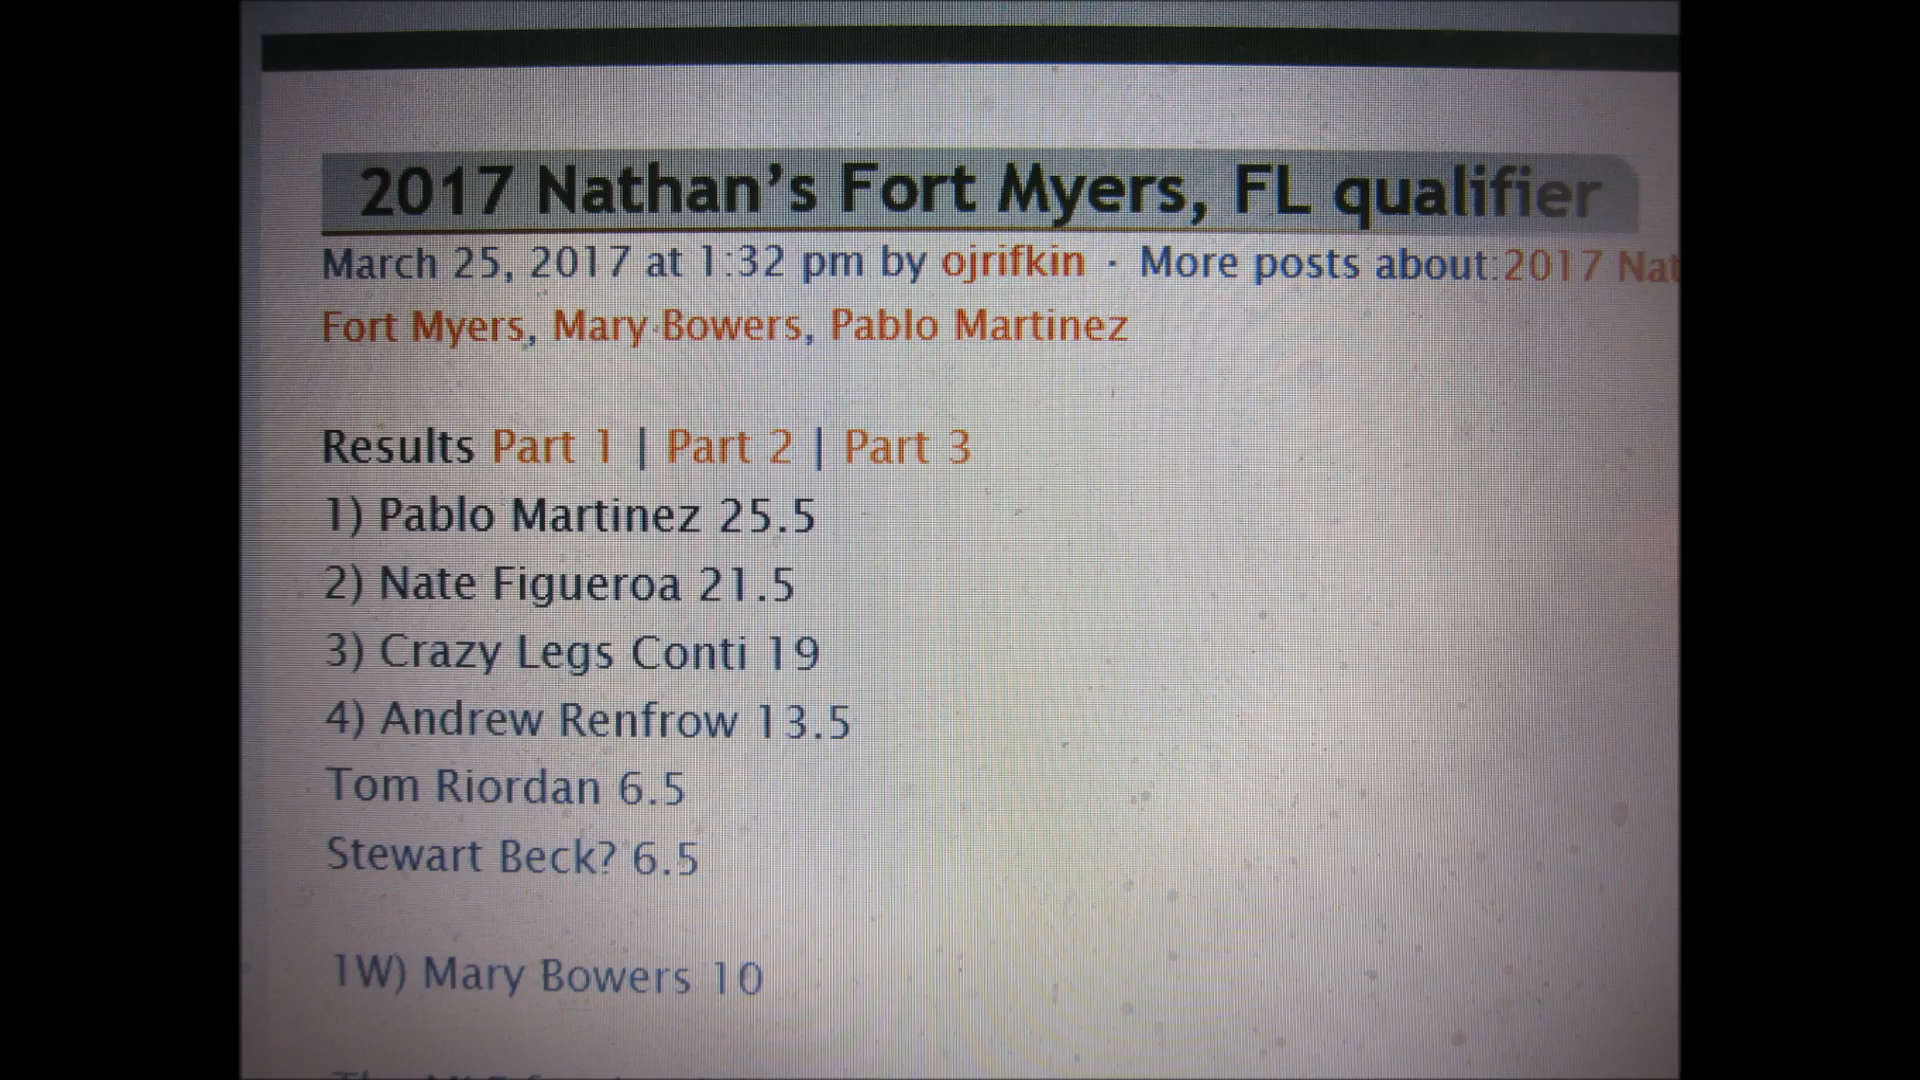 2017 Nathan’s Fort Myers, FL qualifier
March 25, 2017 at 1:32 pm by ojrifkin · More posts about:2017 Nat
Fort Myers, Mary Bowers, Pablo Martinez
Results Part 1 | Part 2 | Part 3
1) Pablo Martinez 25.5
2) Nate Figueroa 21.5
3) Crazy Legs Conti 19
4) Andrew Renfrow 13.5
Tom Riordan 6.5
Stewart Beck? 6.5
1W) Mary Bowers 10